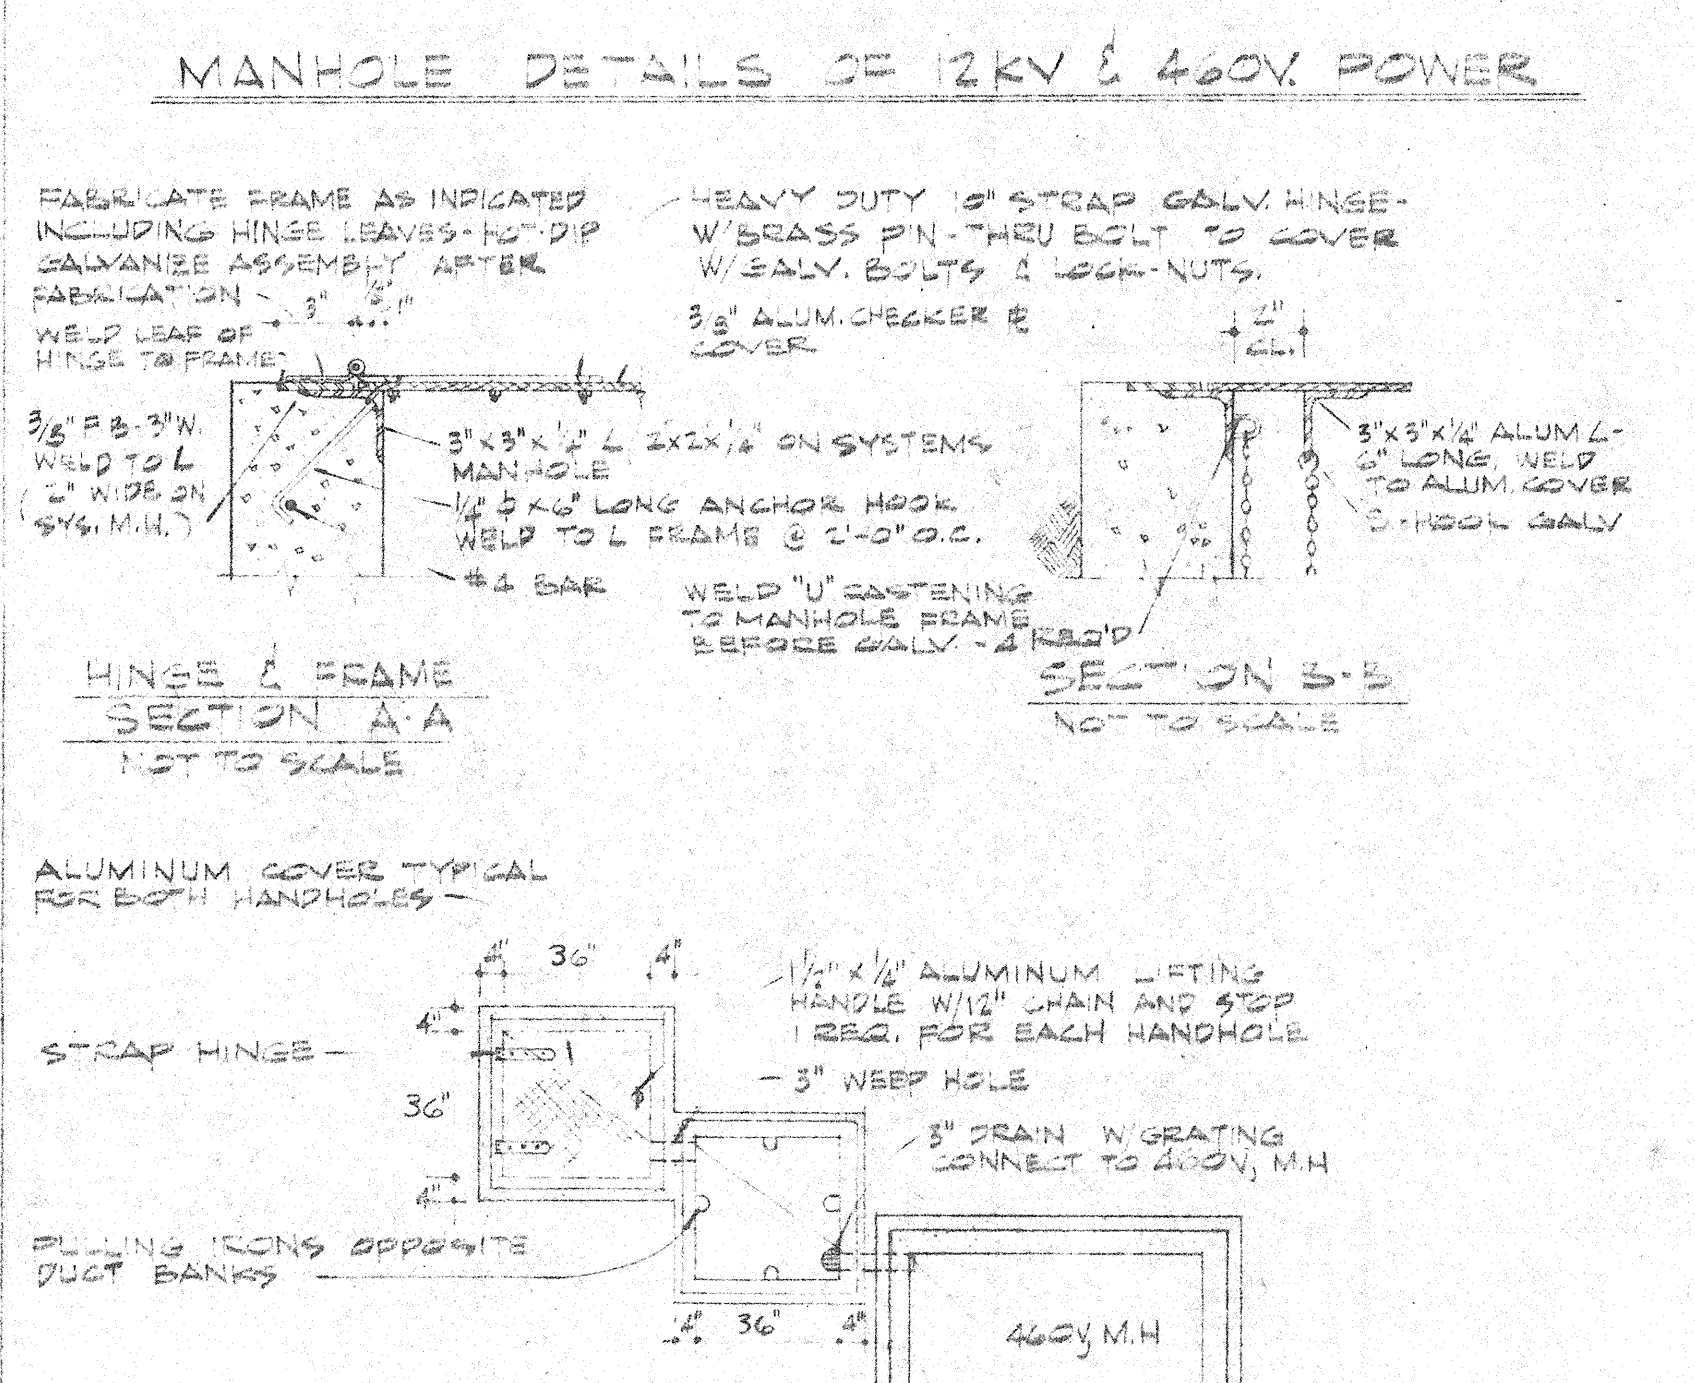 MANHOLE DETAILS OF 12KV & 460V. POWER
FABRICATE FRAME AS INDICATED
INCLUDING HINGE LEAVES-HOT-DIP
GALVANIZE ASSEMBLY AFTER
FABRICATION
3" 1"
WELD LEAF OF
HINGE TO FRAME
HEAVY DUTY 10" STRAP GALV. HINGE-
W/BRASS PIN-THRU BOLT TO COVER
W/GALV. BOLTS & LOCK-NUTS.
3/8" ALUM. CHECKER PL
COVER
2"
CL.
3/8" F B-3" W.
WELD TO L
(2" WIDE ON
SYS. M.H.)
3"x3"x1/4" L 2x2x1/4" ON SYSTEMS
MANHOLE
1/4" φ x6" LONG ANCHOR HOOK
WELD TO L FRAME @ 2'-0" O.C.
#4 BAR
3"x3"x1/4" ALUM L-
6" LONG, WELD
TO ALUM. COVER
S-HOOK GALV
WELD "U" FASTENING
TO MANHOLE FRAME
BEFORE GALV. - 4 REQ'D
HINGE & FRAME
SECTION A-A
NOT TO SCALE
SECTION B-B
NOT TO SCALE
ALUMINUM COVER TYPICAL
FOR BOTH HANDHOLES
4" 36" 4"
1 1/2" x 1/4" ALUMINUM LIFTING
HANDLE W/12" CHAIN AND STOP
1 REQ. FOR EACH HANDHOLE
4"
STRAP HINGE
3" WEEP HOLE
36"
3" DRAIN W/GRATING
CONNECT TO 460V, M.H
4"
PULLING IRONS OPPOSITE
DUCT BANKS
4" 36" 4"
460V, M.H